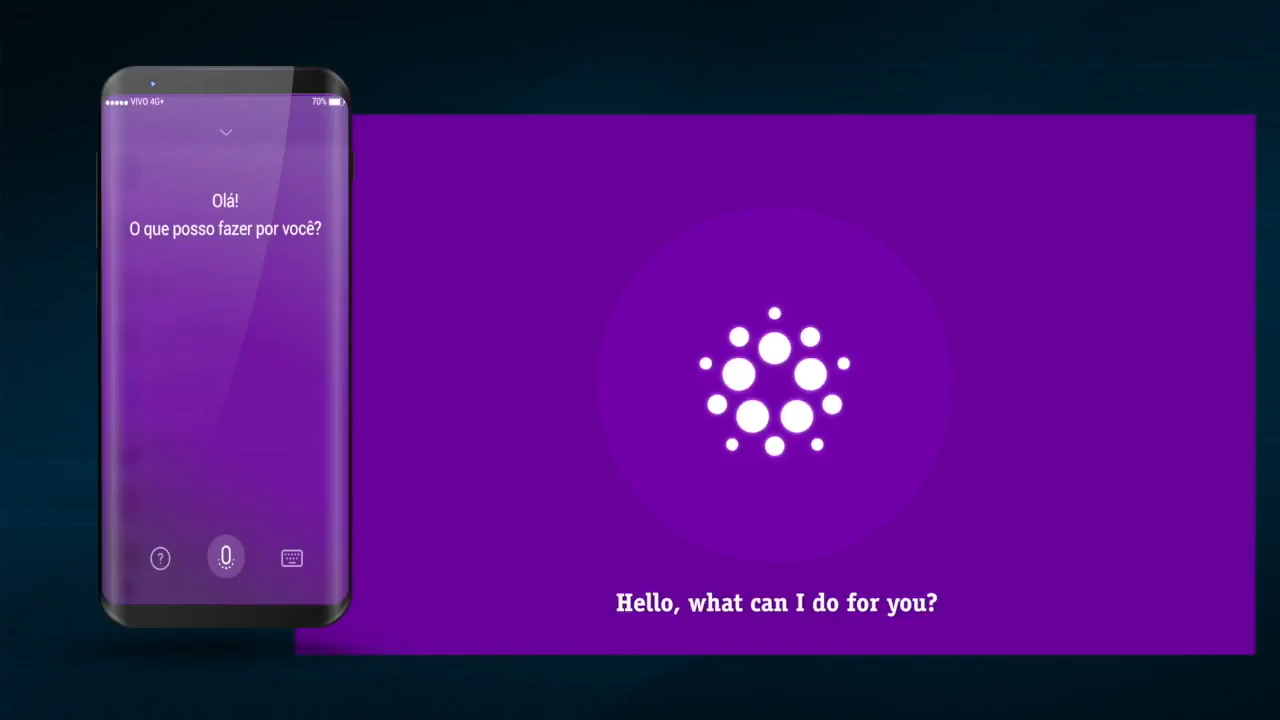 ●●●●● VIVO 4G+ 70%
Olá!
O que posso fazer por você?
?
Hello, what can I do for you?